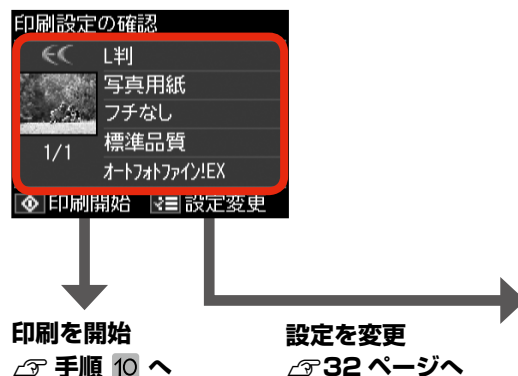 印刷設定の確認
L判
写真用紙
フチなし
1/1
標準品質
オートフォトファイン!EX
印刷開始 設定変更
印刷を開始
手順 10 へ
設定を変更
32 ページへ